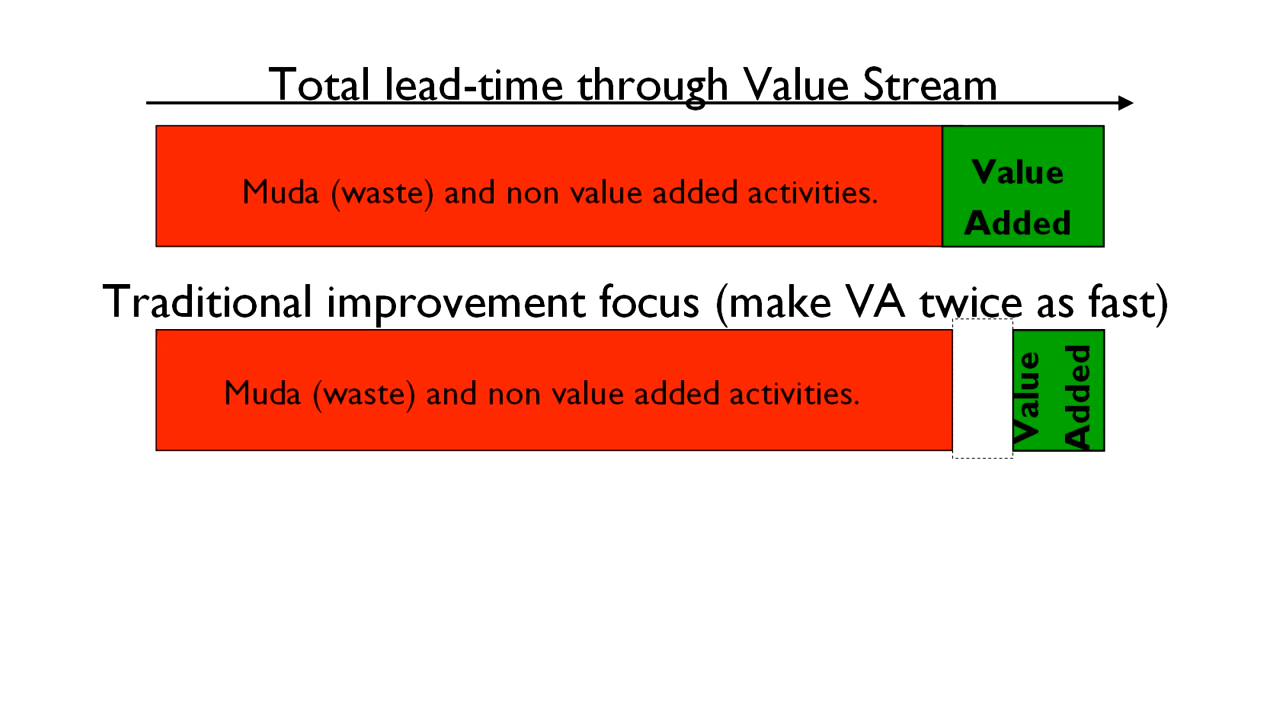 Total lead-time through Value Stream
Muda (waste) and non value added activities.
Value
Added
Traditional improvement focus (make VA twice as fast)
Muda (waste) and non value added activities.
Value
Added